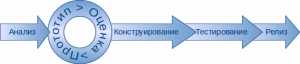 Анализ
Прототип > Оценка >
Конструирование
Тестирование
Релиз